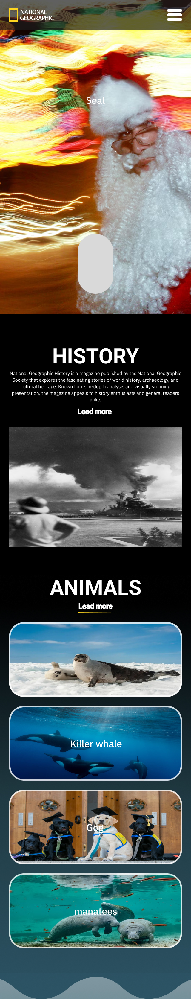 NATIONAL
GEOGRAPHIC
Seal
HISTORY
National Geographic History is a magazine published by the National Geographic
Society that explores the fascinating stories of world history, archaeology, and
cultural heritage. Known for its in-depth analysis and visually stunning
presentation, the magazine appeals to history enthusiasts and general readers
alike.
Lead more
ANIMALS
Lead more
Killer whale
Gog
manatees